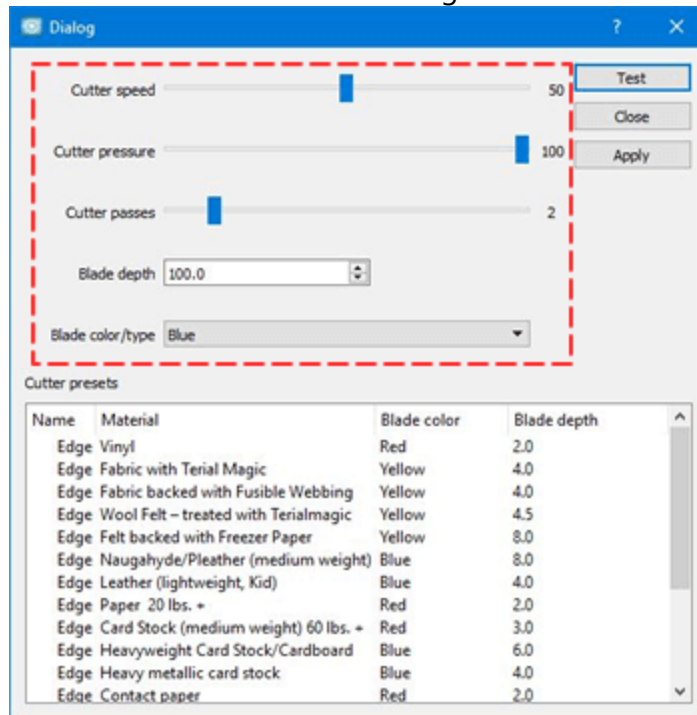 Dialog ? ×
Cutter speed 50 Test
Close
Cutter pressure 100 Apply
Cutter passes 2
Blade depth 100.0
Blade color/type Blue
Cutter presets
Name Material Blade color Blade depth
Edge Vinyl Red 2.0
Edge Fabric with Terial Magic Yellow 4.0
Edge Fabric backed with Fusible Webbing Yellow 4.0
Edge Wool Felt – treated with Terialmagic Yellow 4.5
Edge Felt backed with Freezer Paper Yellow 8.0
Edge Naugahyde/Pleather (medium weight) Blue 8.0
Edge Leather (lightweight, Kid) Blue 4.0
Edge Paper 20 lbs. + Red 2.0
Edge Card Stock (medium weight) 60 lbs. + Red 3.0
Edge Heavyweight Card Stock/Cardboard Blue 6.0
Edge Heavy metallic card stock Blue 4.0
Edge Contact paper Red 2.0